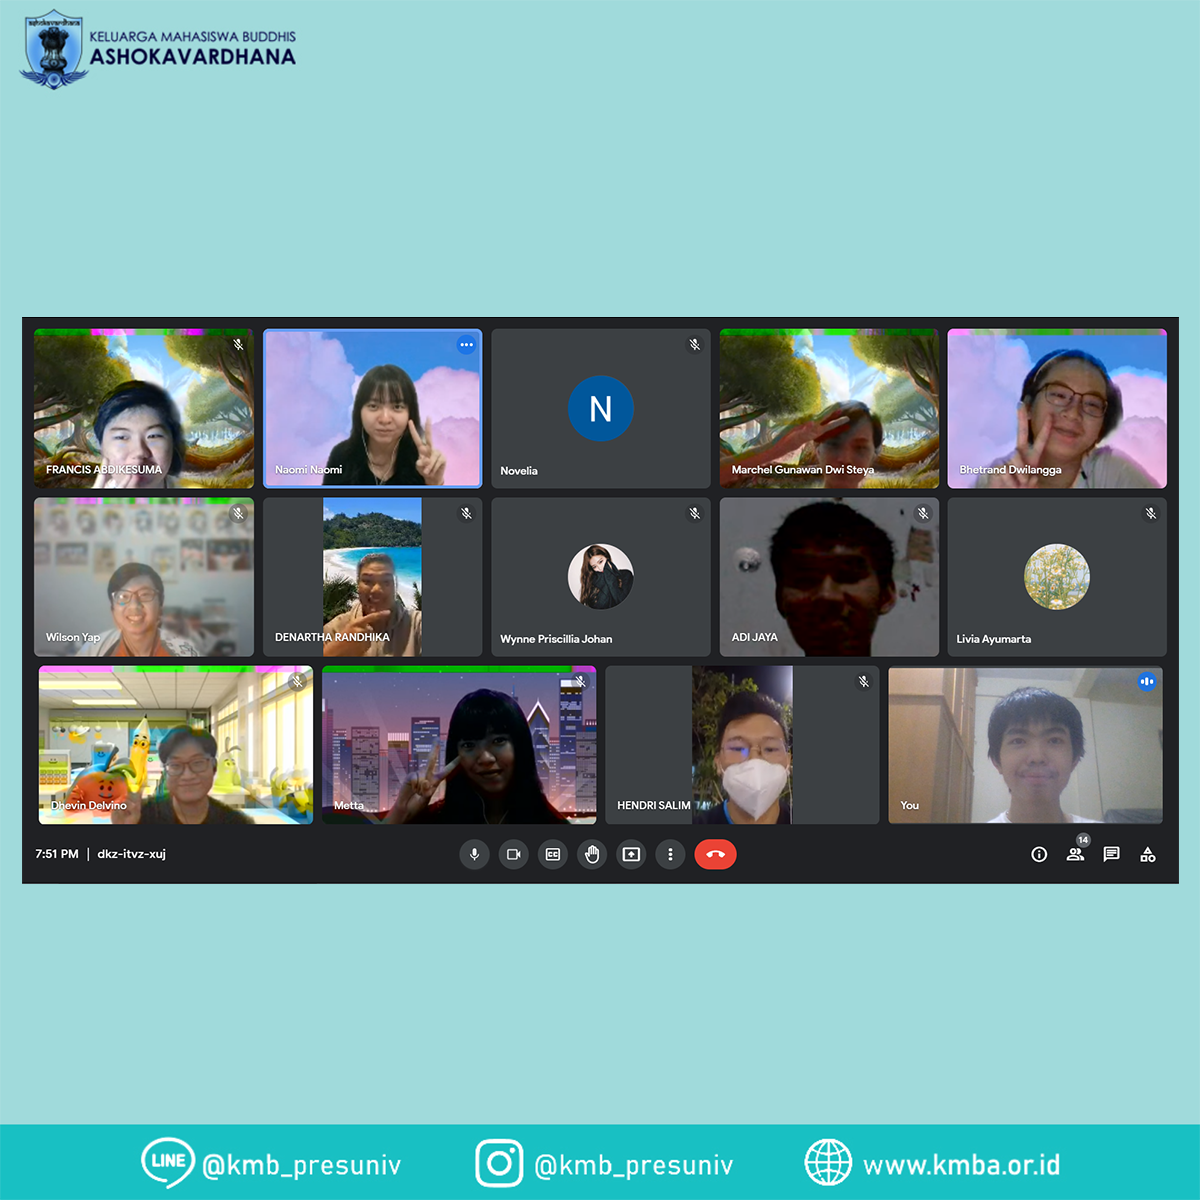 ashokavardhana
KELUARGA MAHASISWA BUDDHIS
ASHOKAVARDHANA
FRANCIS ABDIKESUMA
Naomi Naomi
N
Novelia
Marchel Gunawan Dwi Steya
Bhetrand Dwilangga
Wilson Yap
DENARTHA RANDHIKA
Wynne Priscillia Johan
ADI JAYA
Livia Ayumarta
Dhevin Delvino
Metta
HENDRI SALIM
You
7:51 PM | dkz-itvz-xuj
CC
14
LINE @kmb_presuniv
@kmb_presuniv
www.kmba.or.id